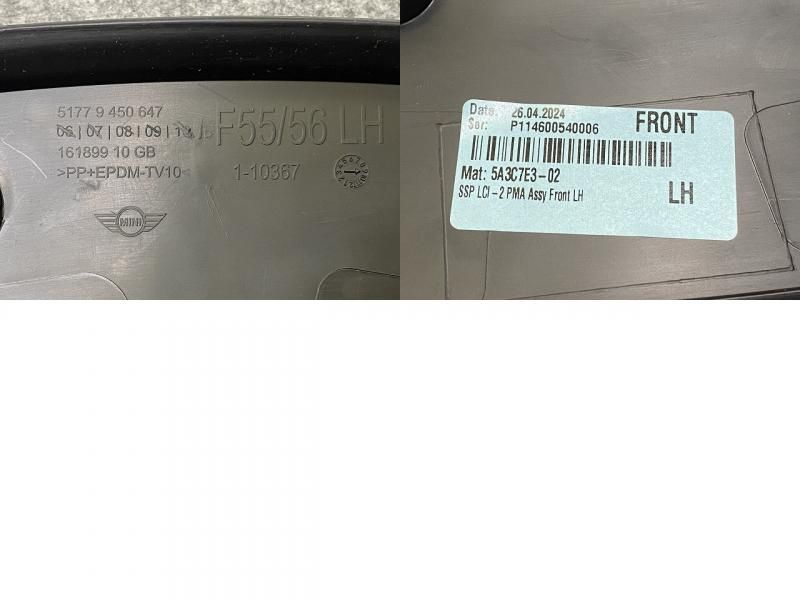 5177 9 450 647
F55/56 LH
161899 10 GB
>PP+EPDM-TV10<
1-10367
MINI
Date: 26.04.2024
FRONT
Ser: P114600540006
Mat: 5A3C7E3-02
SSP LCI -2 PMA Assy Front LH
LH